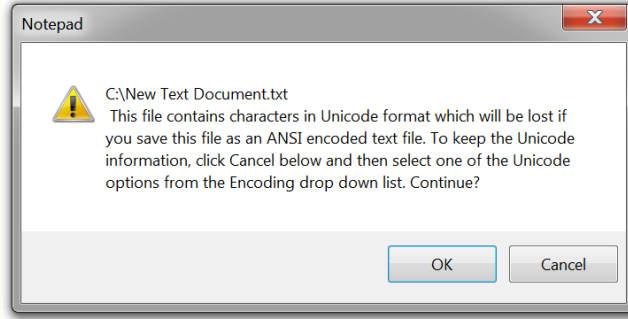 Notepad
C:\New Text Document.txt
This file contains characters in Unicode format which will be lost if
you save this file as an ANSI encoded text file. To keep the Unicode
information, click Cancel below and then select one of the Unicode
options from the Encoding drop down list. Continue?
OK
Cancel